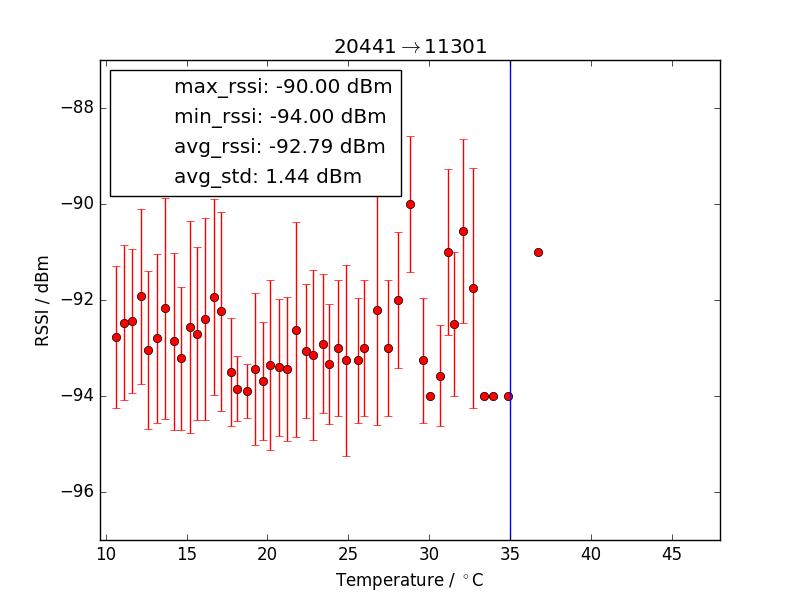 20441→11301
max_rssi: -90.00 dBm
min_rssi: -94.00 dBm
avg_rssi: -92.79 dBm
avg_std: 1.44 dBm
−88
−90
−92
−94
−96
RSSI / dBm
10 15 20 25 30 35 40 45
Temperature / °C